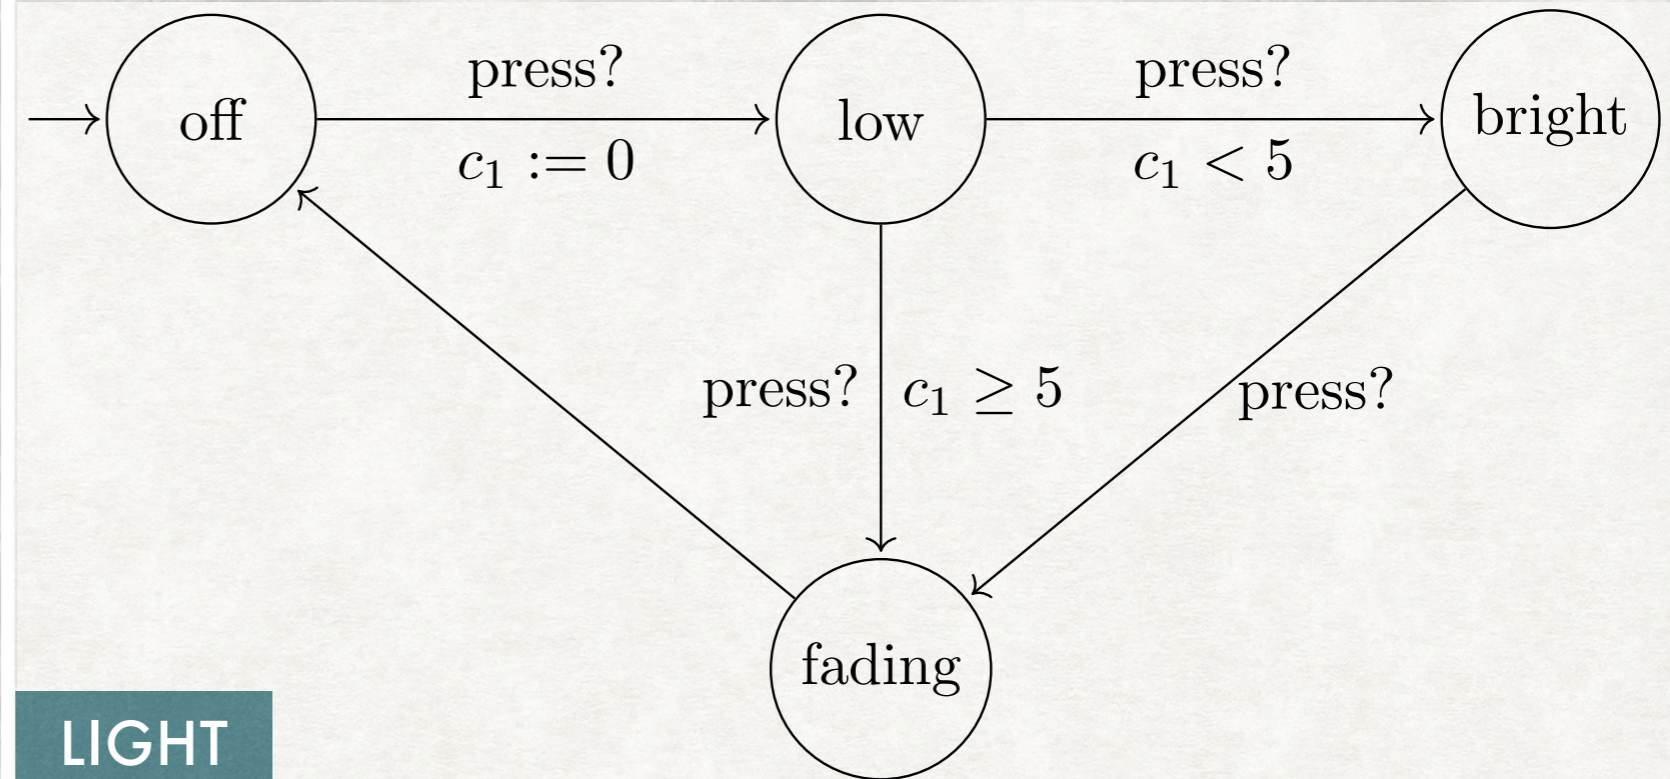 press?
press?
off
low
bright
c₁ := 0
c₁ < 5
press?
c₁ ≥ 5
press?
fading
LIGHT